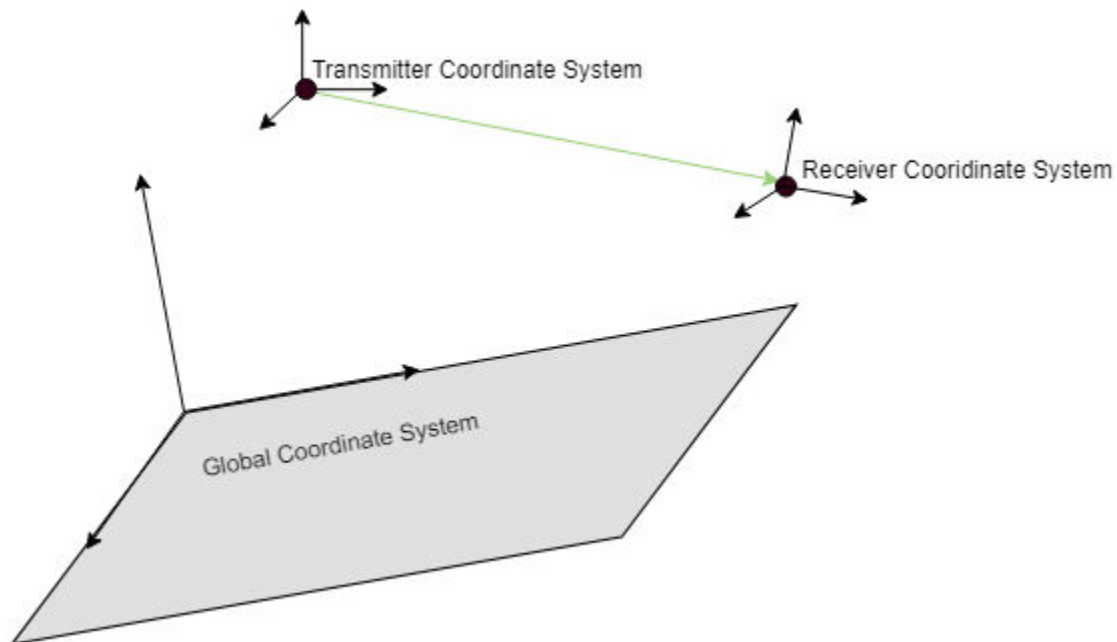 Transmitter Coordinate System
Receiver Cooridinate System
Global Coordinate System